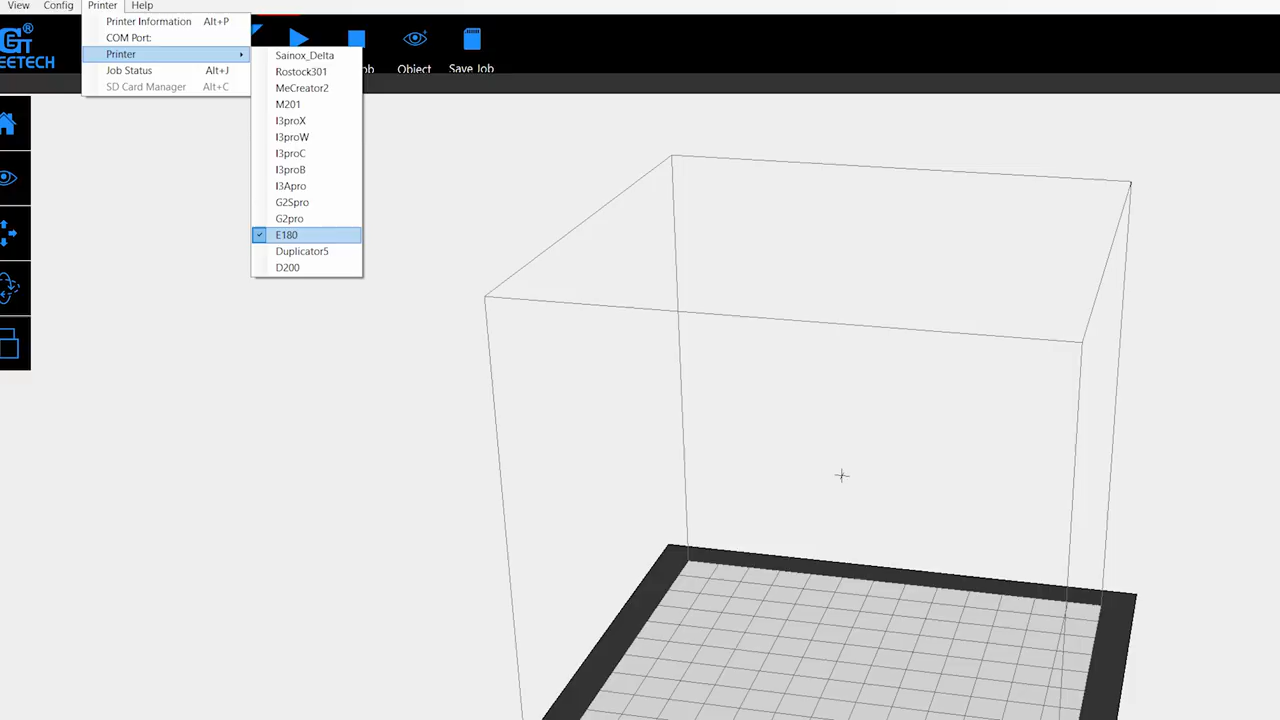 View Config Printer Help
Printer Information Alt+P
COM Port:
Printer
Job Status Alt+J
SD Card Manager Alt+C
Sainox_Delta
Rostock301
MeCreator2
M201
I3proX
I3proW
I3proC
I3proB
I3Apro
G2Spro
G2pro
E180
Duplicator5
D200
Object
Save Job